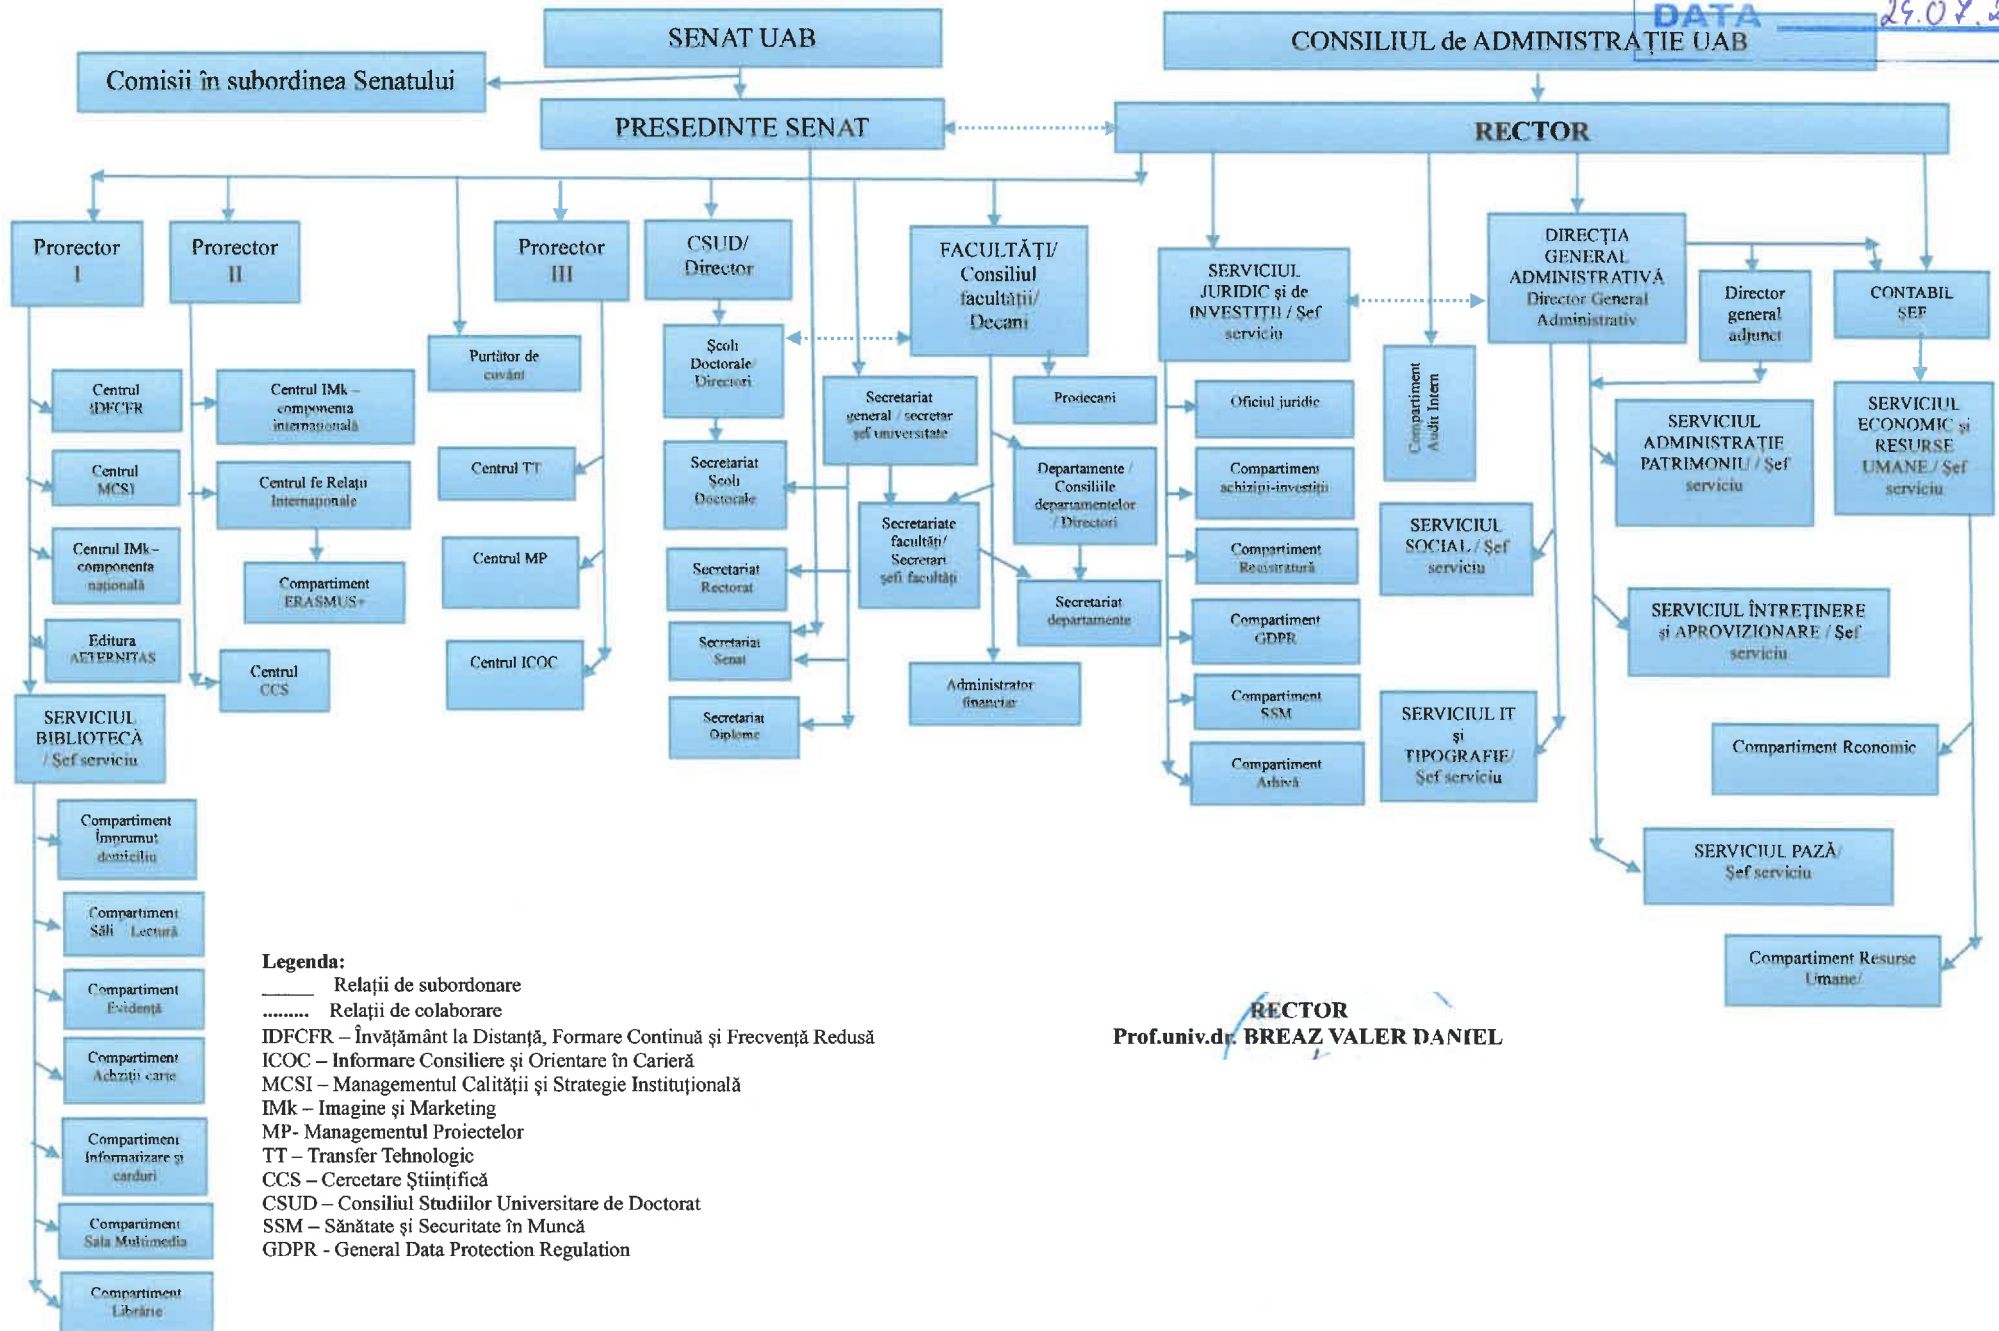 DATA 29.07.2
SENAT UAB
CONSILIUL de ADMINISTRAȚIE UAB
Comisii în subordinea Senatului
PRESEDINTE SENAT
RECTOR
Prorector
I
Prorector
II
Prorector
III
CSUD/
Director
FACULTĂȚI/
Consiliul
facultății/
Decani
SERVICIUL
JURIDIC și de
INVESTIȚII / Șef
serviciu
DIRECȚIA
GENERAL
ADMINISTRATIVĂ
Director General
Administrativ
Director
general
adjunct
CONTABIL
ȘEF
Centrul
IDFCFR
Centrul
MCSI
Centrul IMk–
componenta
națională
Editura
AETERNITAS
SERVICIUL
BIBLIOTECĂ
/ Șef serviciu
Compartiment
Împrumut
domiciliu
Compartiment
Săli Lectură
Compartiment
Evidență
Compartiment
Achziții carte
Compartiment
Informatizare și
carduri
Compartiment
Sala Multimedia
Compartiment
Librărie
Centrul IMk –
componenta
internațională
Centrul fe Relații
Internaționale
Compartiment
ERASMUS+
Centrul
CCS
Purtător de
cuvânt
Centrul TT
Centrul MP
Centrul ICOC
Școli
Doctorale/
Directori
Secretariat
Școli
Doctorale
Secretariat
Rectorat
Secretariat
Senat
Secretariat
Diplome
Secretariat
general / secretar
șef universitate
Secretariate
facultăți/
Secretari
șefi facultăți
Prodecani
Departamente /
Consiliile
departamentelor
/ Directori
Secretariat
departamente
Administrator
financiar
Oficiul juridic
Compartiment
achiziții-investiții
Compartiment
Registratură
Compartiment
GDPR
Compartiment
SSM
Compartiment
Arhivă
Compartiment
Audit Intern
SERVICIUL
SOCIAL / Șef
serviciu
SERVICIUL IT
și
TIPOGRAFIE/
Șef serviciu
SERVICIUL
ADMINISTRAȚIE
PATRIMONIU / Șef
serviciu
SERVICIUL ÎNTREȚINERE
și APROVIZIONARE / Șef
serviciu
SERVICIUL PAZĂ/
Șef serviciu
SERVICIUL
ECONOMIC și
RESURSE
UMANE / Șef
serviciu
Compartiment Rconomic
Compartiment Resurse
Umane/
Legenda:
______ Relații de subordonare
......... Relații de colaborare
IDFCFR – Învățământ la Distanță, Formare Continuă și Frecvență Redusă
ICOC – Informare Consiliere și Orientare în Carieră
MCSI – Managementul Calității și Strategie Instituțională
IMk – Imagine și Marketing
MP- Managementul Proiectelor
TT – Transfer Tehnologic
CCS – Cercetare Științifică
CSUD – Consiliul Studiilor Universitare de Doctorat
SSM – Sănătate și Securitate în Muncă
GDPR - General Data Protection Regulation
RECTOR
Prof.univ.dr. BREAZ VALER DANIEL